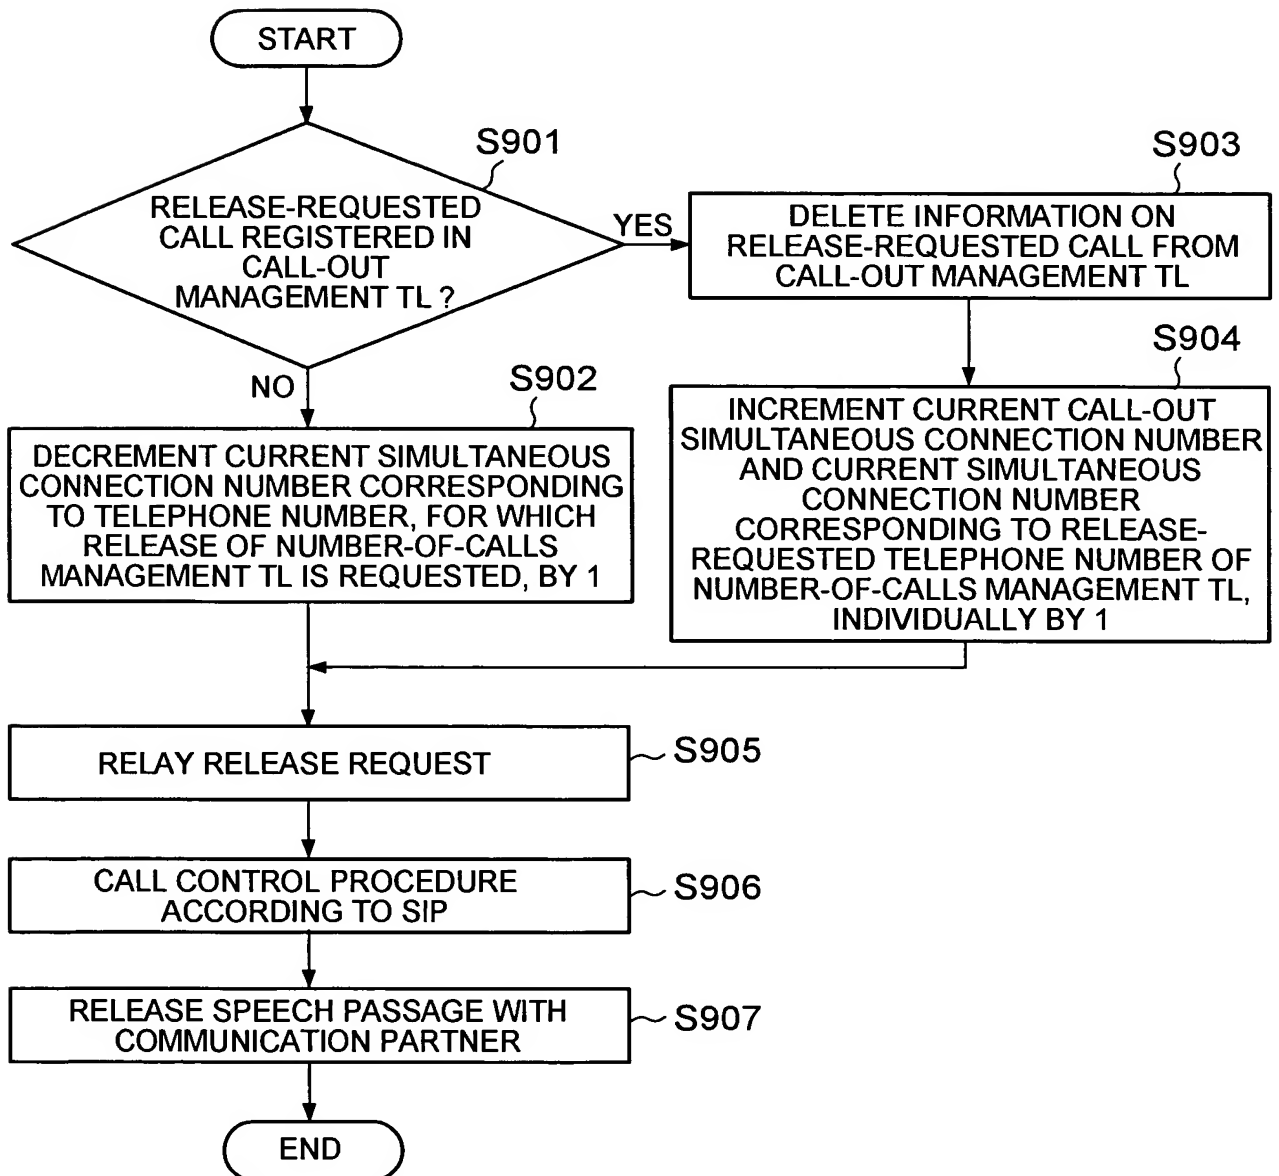 START
S901
RELEASE-REQUESTED
CALL REGISTERED IN
CALL-OUT
MANAGEMENT TL ?
YES
NO
S903
DELETE INFORMATION ON
RELEASE-REQUESTED CALL FROM
CALL-OUT MANAGEMENT TL
S902
DECREMENT CURRENT SIMULTANEOUS
CONNECTION NUMBER CORRESPONDING
TO TELEPHONE NUMBER, FOR WHICH
RELEASE OF NUMBER-OF-CALLS
MANAGEMENT TL IS REQUESTED, BY 1
S904
INCREMENT CURRENT CALL-OUT
SIMULTANEOUS CONNECTION NUMBER
AND CURRENT SIMULTANEOUS
CONNECTION NUMBER
CORRESPONDING TO RELEASE-
REQUESTED TELEPHONE NUMBER OF
NUMBER-OF-CALLS MANAGEMENT TL,
INDIVIDUALLY BY 1
RELAY RELEASE REQUEST
S905
CALL CONTROL PROCEDURE
ACCORDING TO SIP
S906
RELEASE SPEECH PASSAGE WITH
COMMUNICATION PARTNER
S907
END